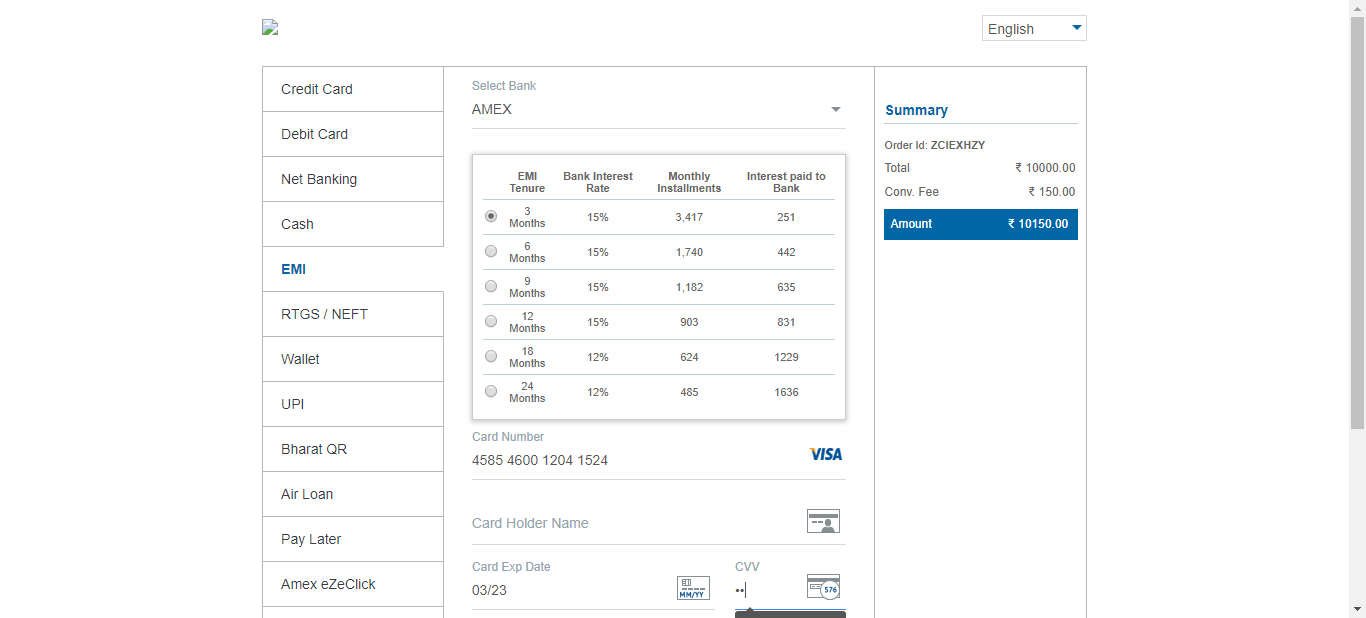 English
Credit Card
Debit Card
Net Banking
Cash
EMI
RTGS / NEFT
Wallet
UPI
Bharat QR
Air Loan
Pay Later
Amex eZeClick
Select Bank
AMEX
EMI Tenure Bank Interest Rate Monthly Installments Interest paid to Bank
3 Months 15% 3,417 251
6 Months 15% 1,740 442
9 Months 15% 1,182 635
12 Months 15% 903 831
18 Months 12% 624 1229
24 Months 12% 485 1636
Card Number
4585 4600 1204 1524 VISA
Card Holder Name
Card Exp Date
03/23 MM/YY
CVV
•• 576
Summary
Order Id: ZCIEXHZY
Total ₹ 10000.00
Conv. Fee ₹ 150.00
Amount ₹ 10150.00